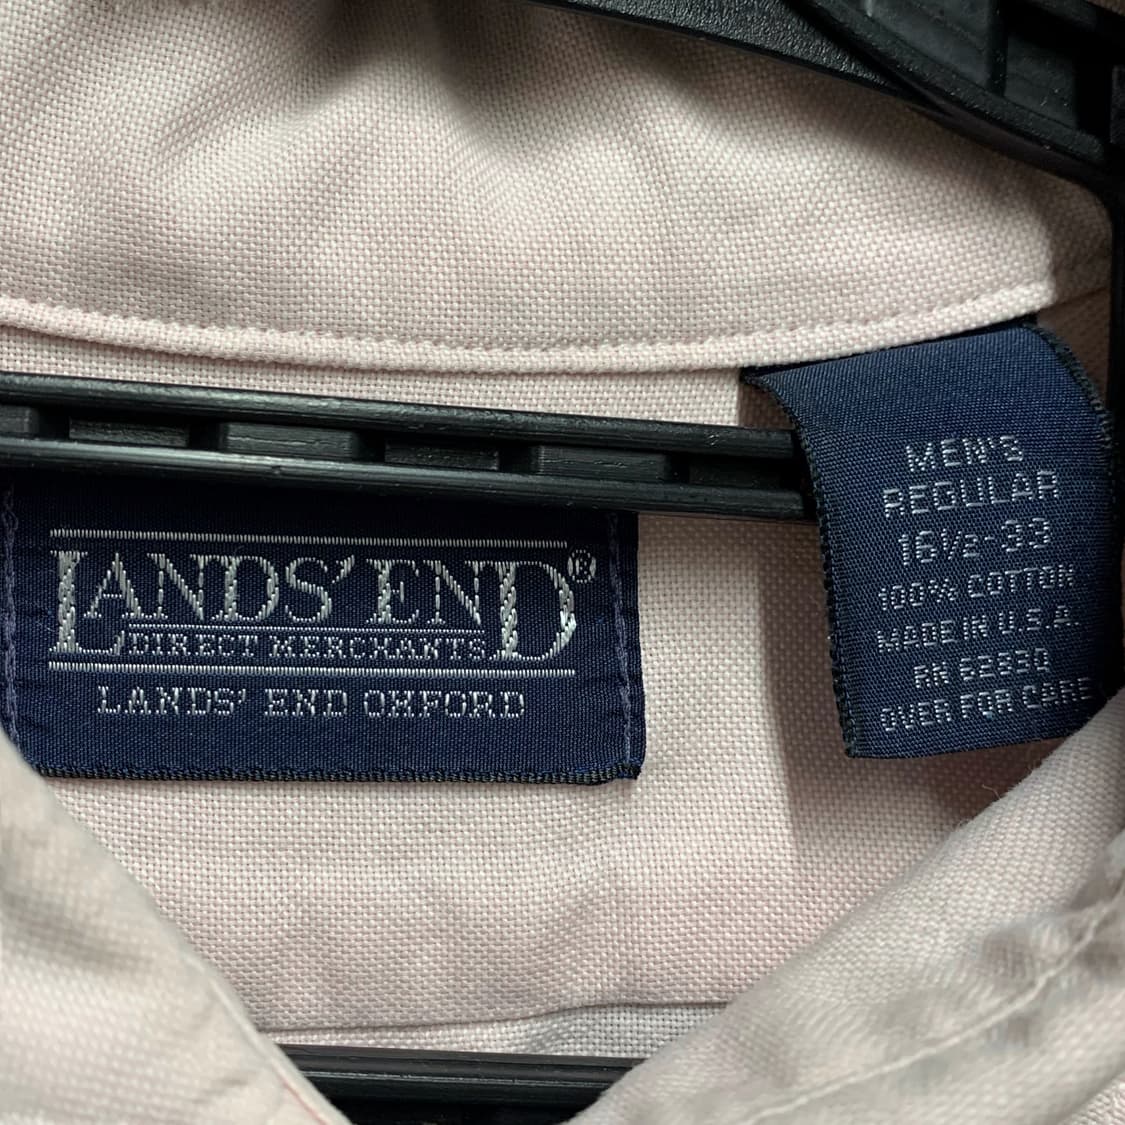 LANDS' END®
DIRECT MERCHANTS
LANDS' END OXFORD
MEN'S
REGULAR
16½-33
100% COTTON
MADE IN U.S.A.
RN 62830
OVER FOR CARE